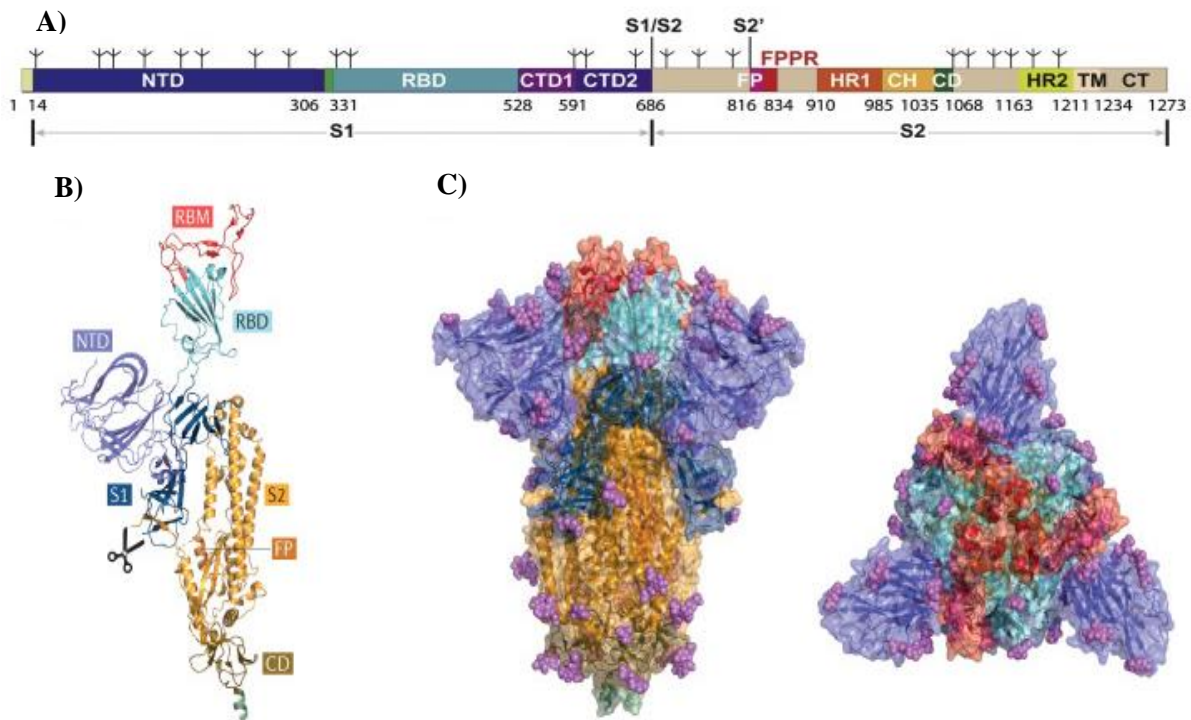 A)
S1/S2 S2'
FPPR
NTD RBD CTD1 CTD2 FP HR1 CH CD HR2 TM CT
1 14 306 331 528 591 686 816 834 910 985 1035 1068 1163 1211 1234 1273
S1 S2
B) C)
RBM
RBD
NTD
S1 S2
FP
CD